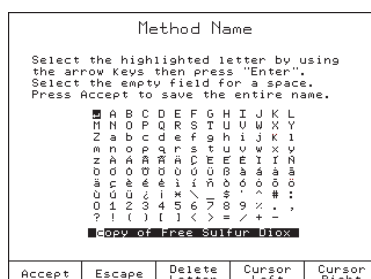 Method Name
Select the highlighted letter by using
the arrow Keys then press "Enter".
Select the empty field for a space.
Press Accept to save the entire name.
A B C D E F G H I J K L
M N O P Q R S T U V W X Y
Z a b c d e f g h i j k l
m n o p q r s t u v w x y
0 1 2 3 4 5 6 7 8 9 % . ,
? ! ( ) [ ] < > = / + -
Copy of Free Sulfur Diox
Accept
Escape
Delete Letter
Cursor Left
Cursor Right